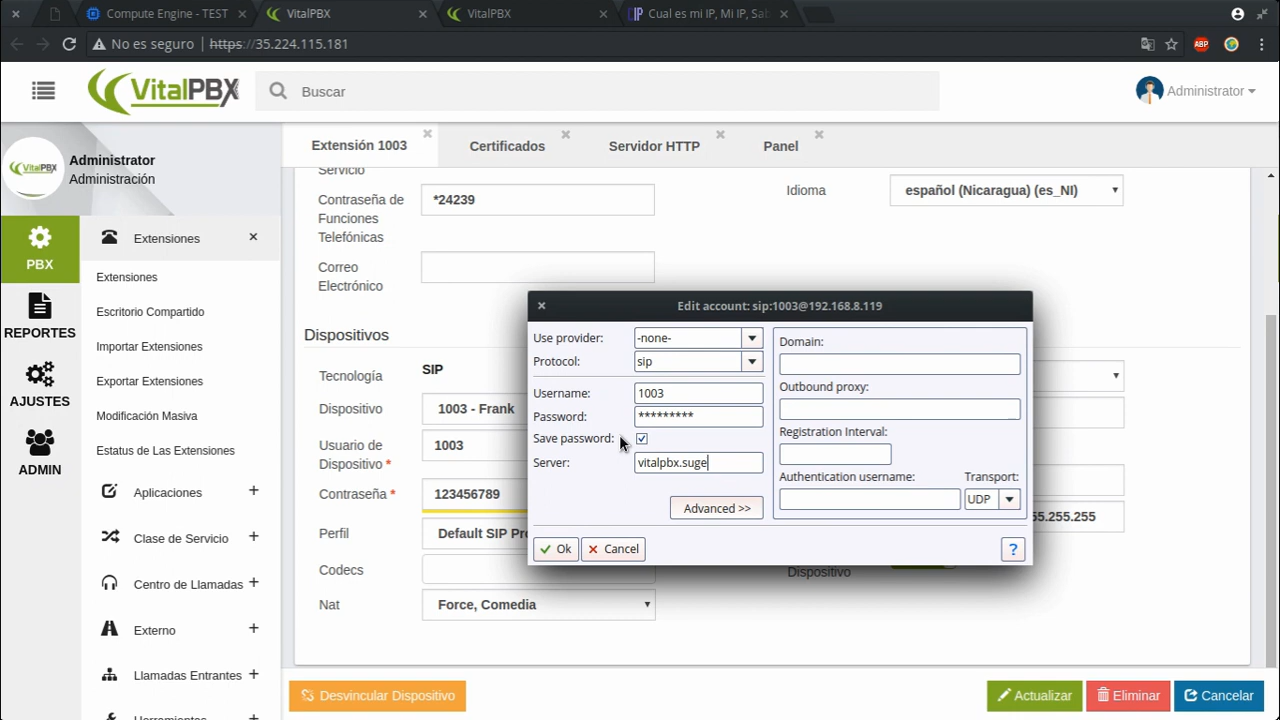 Compute Engine - TEST
VitalPBX
VitalPBX
Cual es mi IP, Mi IP, Sab
No es seguro
https://35.224.115.181
ABP
VitalPBX
Buscar
Administrator
VitalPBX
Administrator
Administración
Extensión 1003
Certificados
Servidor HTTP
Panel
PBX
REPORTES
AJUSTES
ADMIN
Extensiones
Extensiones
Escritorio Compartido
Importar Extensiones
Exportar Extensiones
Modificación Masiva
Estatus de Las Extensiones
Aplicaciones
Clase de Servicio
Centro de Llamadas
Externo
Llamadas Entrantes
Servicio
Contraseña de
Funciones
Telefónicas
*24239
Idioma
español (Nicaragua) (es_NI)
Correo
Electrónico
Dispositivos
Tecnología
SIP
Dispositivo
1003 - Frank
Usuario de
Dispositivo *
1003
Contraseña *
123456789
Perfil
Default SIP Pr
Codecs
Nat
Force, Comedia
55.255.255
Dispositivo
Edit account: sip:1003@192.168.8.119
Use provider:
-none-
Protocol:
sip
Username:
1003
Password:
*********
Save password:
Server:
vitalpbx.suge
Advanced >>
Ok
Cancel
Domain:
Outbound proxy:
Registration Interval:
Authentication username:
Transport:
UDP
?
Desvincular Dispositivo
Actualizar
Eliminar
Cancelar